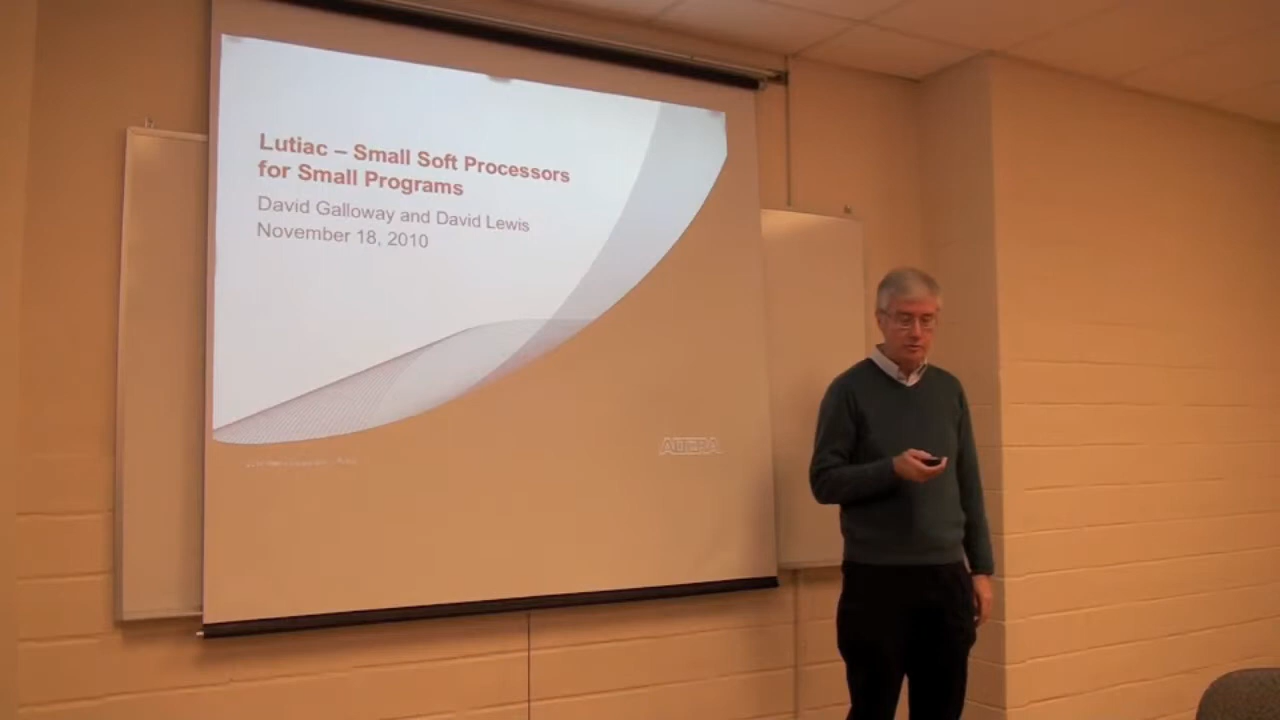 Lutiac – Small Soft Processors
for Small Programs
David Galloway and David Lewis
November 18, 2010
ALTERA